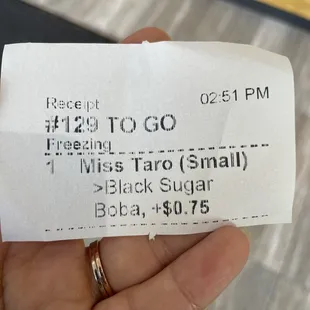 Receipt 02:51 PM
#129 TO GO
Freezing
1 Miss Taro (Small)
>Black Sugar
Boba, +$0.75